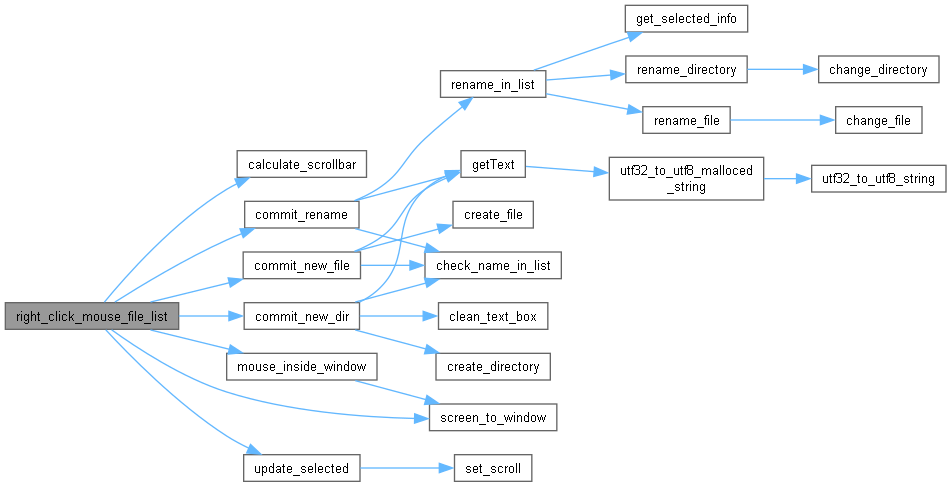 right_click_mouse_file_list
calculate_scrollbar
commit_rename
commit_new_file
commit_new_dir
mouse_inside_window
update_selected
rename_in_list
getText
create_file
check_name_in_list
clean_text_box
create_directory
screen_to_window
set_scroll
get_selected_info
rename_directory
rename_file
utf32_to_utf8_malloced
_string
change_directory
change_file
utf32_to_utf8_string